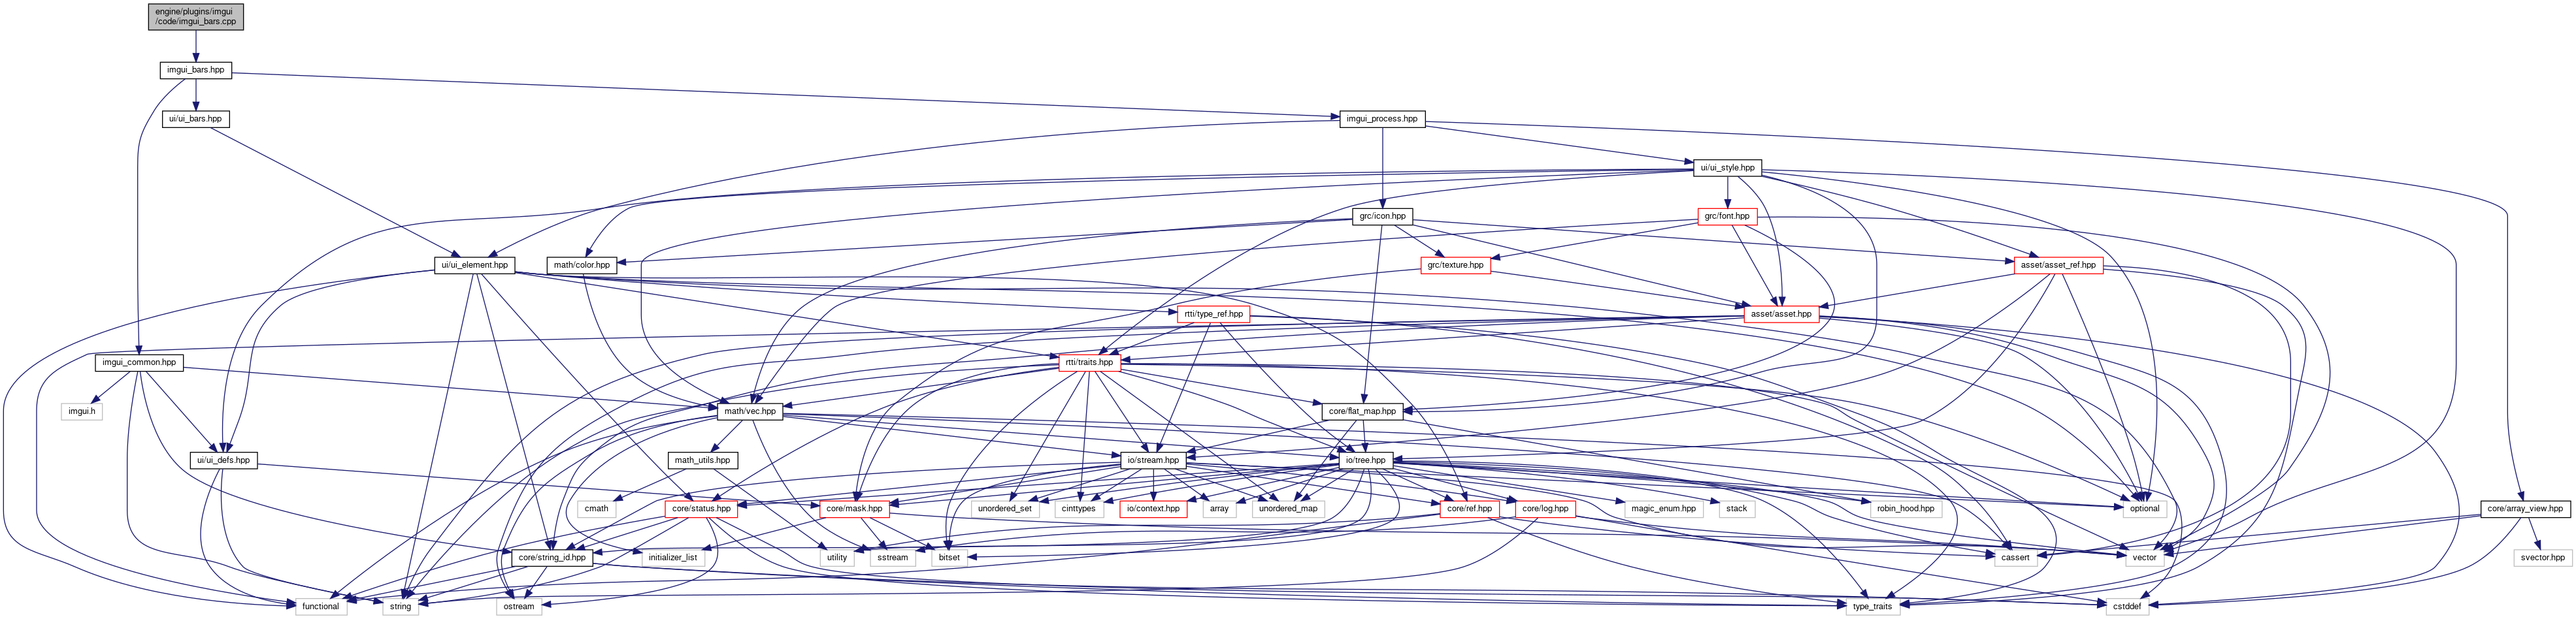 engine/plugins/imgui
/code/imgui_bars.cpp
imgui_bars.hpp
ui/ui_bars.hpp
imgui_process.hpp
ui/ui_style.hpp
grc/icon.hpp
grc/font.hpp
ui/ui_element.hpp
math/color.hpp
grc/texture.hpp
asset/asset_ref.hpp
rtti/type_ref.hpp
asset/asset.hpp
imgui_common.hpp
rtti/traits.hpp
imgui.h
math/vec.hpp
core/flat_map.hpp
ui/ui_defs.hpp
math_utils.hpp
io/stream.hpp
io/tree.hpp
cmath
core/status.hpp
core/mask.hpp
unordered_set
cinttypes
io/context.hpp
array
unordered_map
core/ref.hpp
core/log.hpp
magic_enum.hpp
stack
robin_hood.hpp
optional
core/array_view.hpp
core/string_id.hpp
initializer_list
utility
sstream
bitset
cassert
vector
svector.hpp
functional
string
ostream
type_traits
cstddef